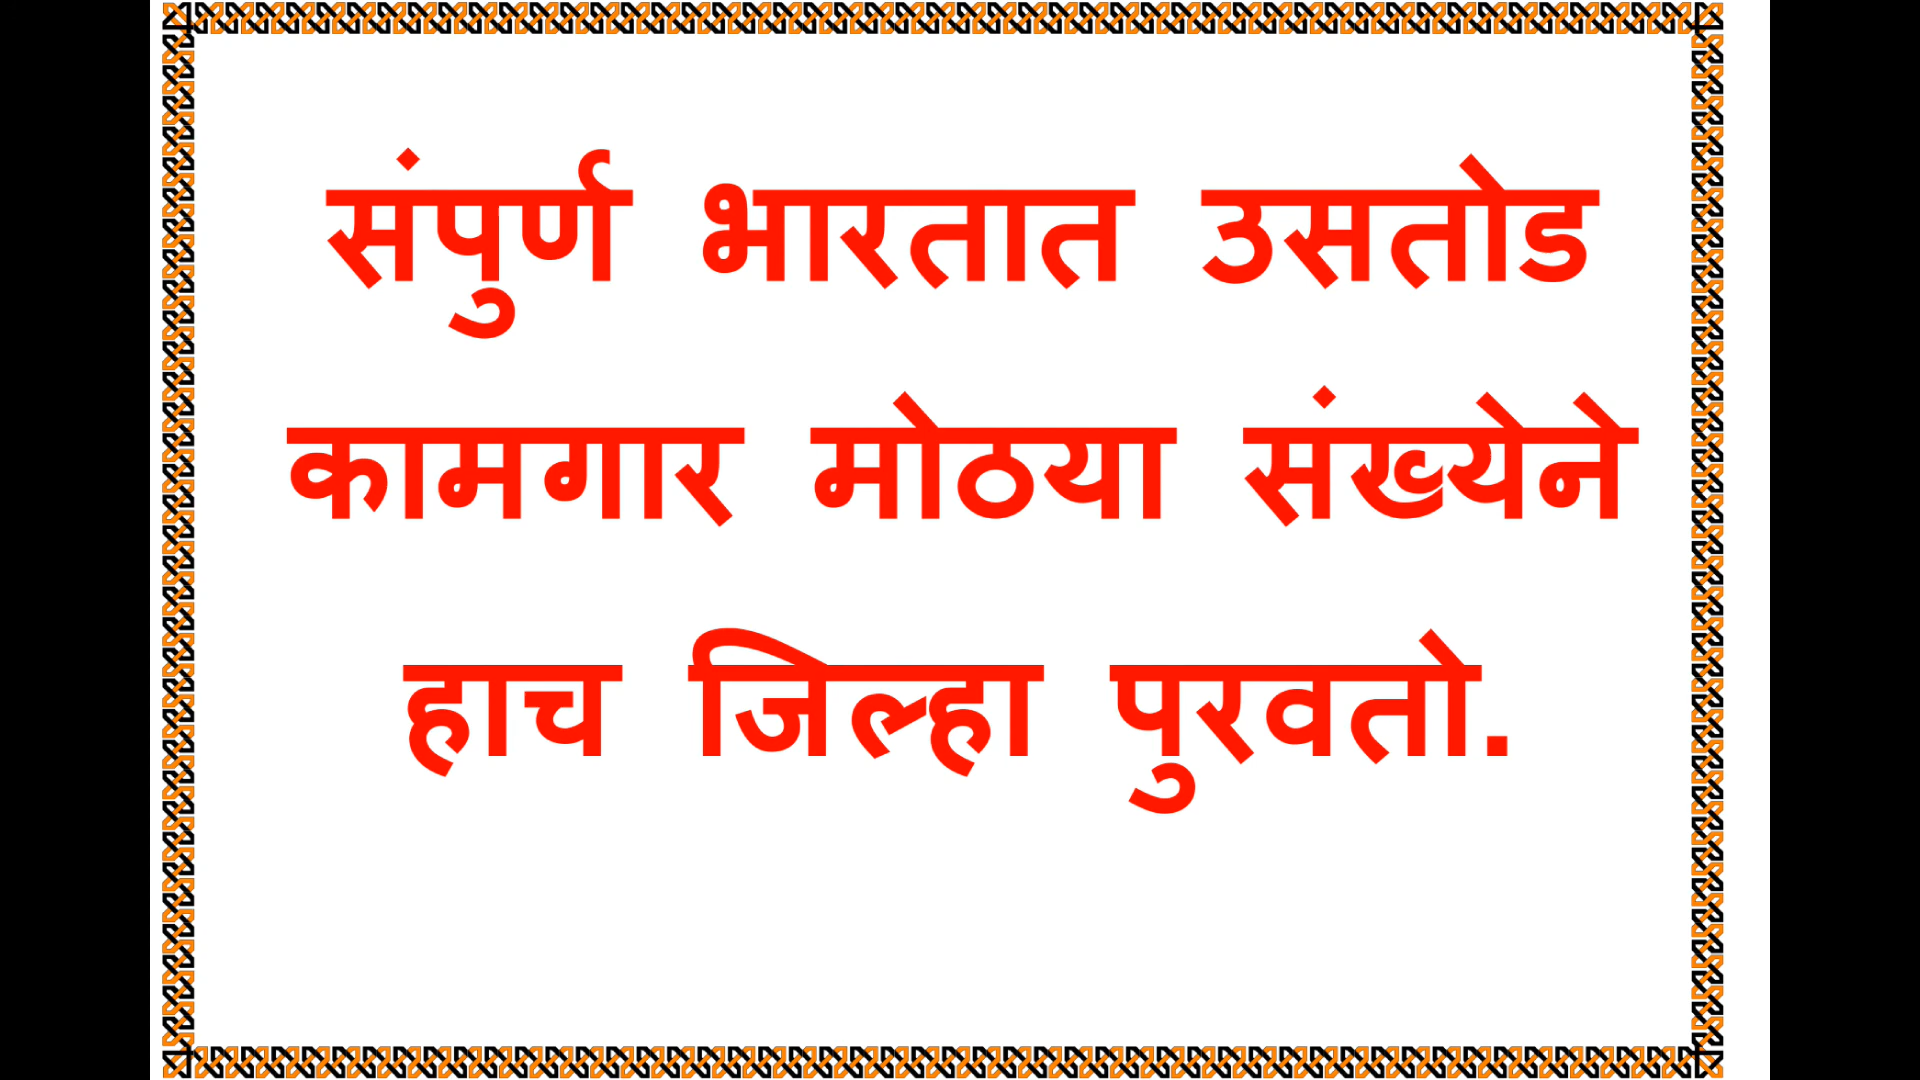 संपुर्ण भारतात उसतोड
कामगार मोठया संख्येने
हाच जिल्हा पुरवतो.